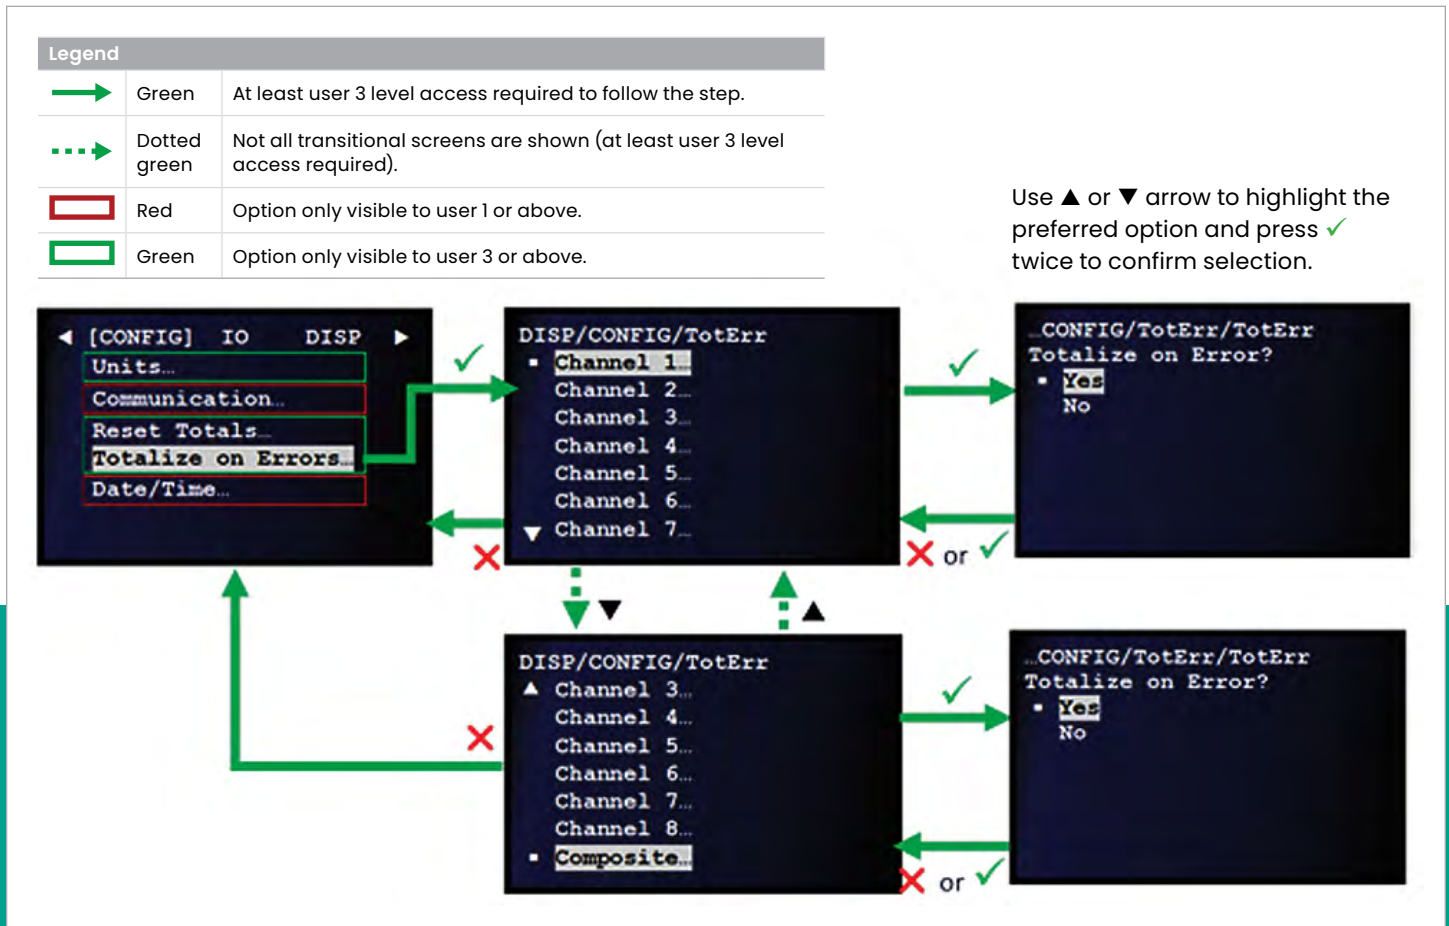 Legend
Green At least user 3 level access required to follow the step.
Dotted green Not all transitional screens are shown (at least user 3 level
access required).
Red Option only visible to user 1 or above.
Green Option only visible to user 3 or above.
Use ▲ or ▼ arrow to highlight the
preferred option and press ✓
twice to confirm selection.
◀ [CONFIG] IO DISP ▶
Units...
Communication...
Reset Totals...
Totalize on Errors...
Date/Time...
DISP/CONFIG/TotErr
Channel 1...
Channel 2...
Channel 3...
Channel 4...
Channel 5...
Channel 6...
▼ Channel 7...
...CONFIG/TotErr/TotErr
Totalize on Error?
Yes
No
or
DISP/CONFIG/TotErr
▲ Channel 3...
Channel 4...
Channel 5...
Channel 6...
Channel 7...
Channel 8...
Composite...
...CONFIG/TotErr/TotErr
Totalize on Error?
Yes
No
or